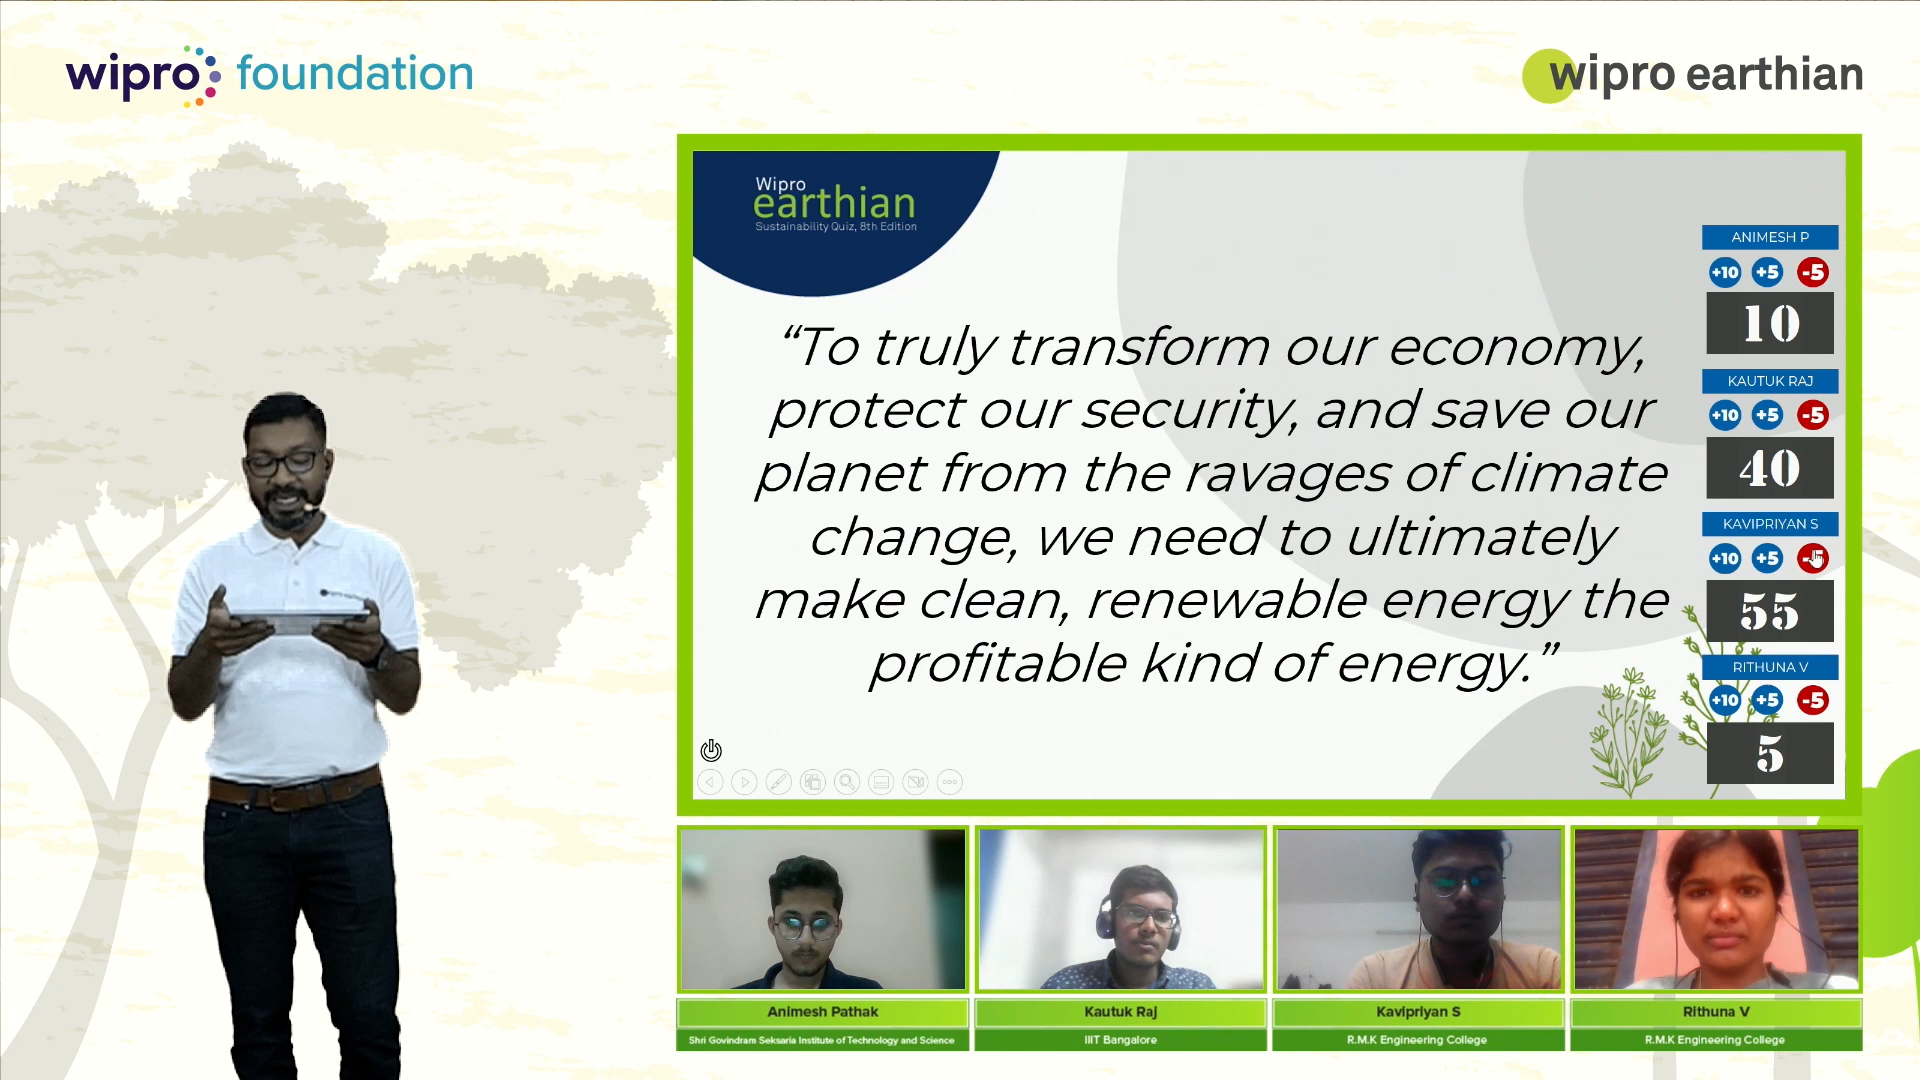 wipro foundation
wipro earthian
Wipro
earthian
Sustainability Quiz, 8th Edition
“To truly transform our economy,
protect our security, and save our
planet from the ravages of climate
change, we need to ultimately
make clean, renewable energy the
profitable kind of energy.”
ANIMESH P
+10 +5 -5
10
KAUTUK RAJ
+10 +5 -5
40
KAVIPRIYAN S
+10 +5
55
RITHUNA V
+10 +5 -5
5
Animesh Pathak
Shri Govindram Seksaria Institute of Technology and Science
Kautuk Raj
IIIT Bangalore
Kavipriyan S
R.M.K Engineering College
Rithuna V
R.M.K Engineering College